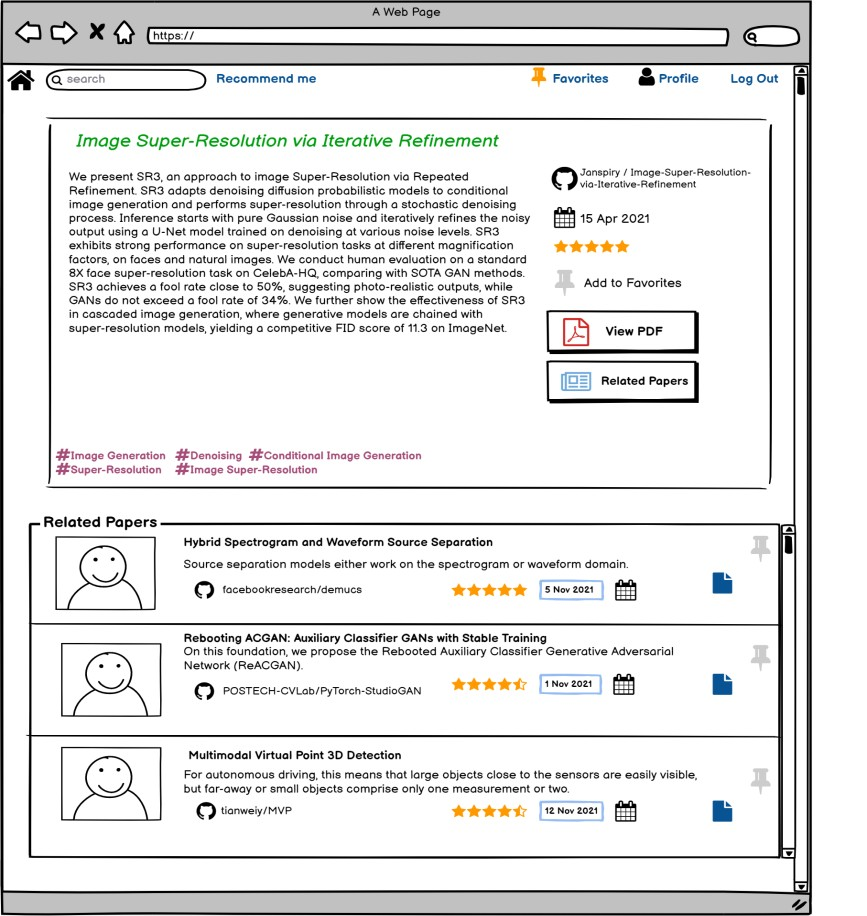 A Web Page
https://
search
Recommend me
Favorites
Profile
Log Out
Image Super-Resolution via Iterative Refinement
We present SR3, an approach to image Super-Resolution via Repeated
Refinement. SR3 adapts denoising diffusion probabilistic models to conditional
image generation and performs super-resolution through a stochastic denoising
process. Inference starts with pure Gaussian noise and iteratively refines the noisy
output using a U-Net model trained on denoising at various noise levels. SR3
exhibits strong performance on super-resolution tasks at different magnification
factors, on faces and natural images. We conduct human evaluation on a standard
8X face super-resolution task on CelebA-HQ, comparing with SOTA GAN methods.
SR3 achieves a fool rate close to 50%, suggesting photo-realistic outputs, while
GANs do not exceed a fool rate of 34%. We further show the effectiveness of SR3
in cascaded image generation, where generative models are chained with
super-resolution models, yielding a competitive FID score of 11.3 on ImageNet.
Janspiry / Image-Super-Resolution-
via-Iterative-Refinement
15 Apr 2021
Add to Favorites
View PDF
Related Papers
#Image Generation #Denoising #Conditional Image Generation
#Super-Resolution #Image Super-Resolution
Related Papers
Hybrid Spectrogram and Waveform Source Separation
Source separation models either work on the spectrogram or waveform domain.
facebookresearch/demucs
5 Nov 2021
Rebooting ACGAN: Auxiliary Classifier GANs with Stable Training
On this foundation, we propose the Rebooted Auxiliary Classifier Generative Adversarial
Network (ReACGAN).
POSTECH-CVLab/PyTorch-StudioGAN
1 Nov 2021
Multimodal Virtual Point 3D Detection
For autonomous driving, this means that large objects close to the sensors are easily visible,
but far-away or small objects comprise only one measurement or two.
tianweiy/MVP
12 Nov 2021